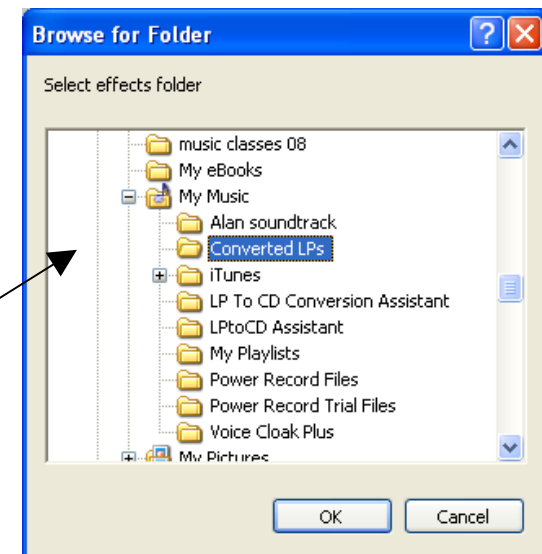 Browse for Folder
Select effects folder
music classes 08
My eBooks
My Music
Alan soundtrack
Converted LPs
iTunes
LP To CD Conversion Assistant
LPtoCD Assistant
My Playlists
Power Record Files
Power Record Trial Files
Voice Cloak Plus
My Pictures
OK Cancel